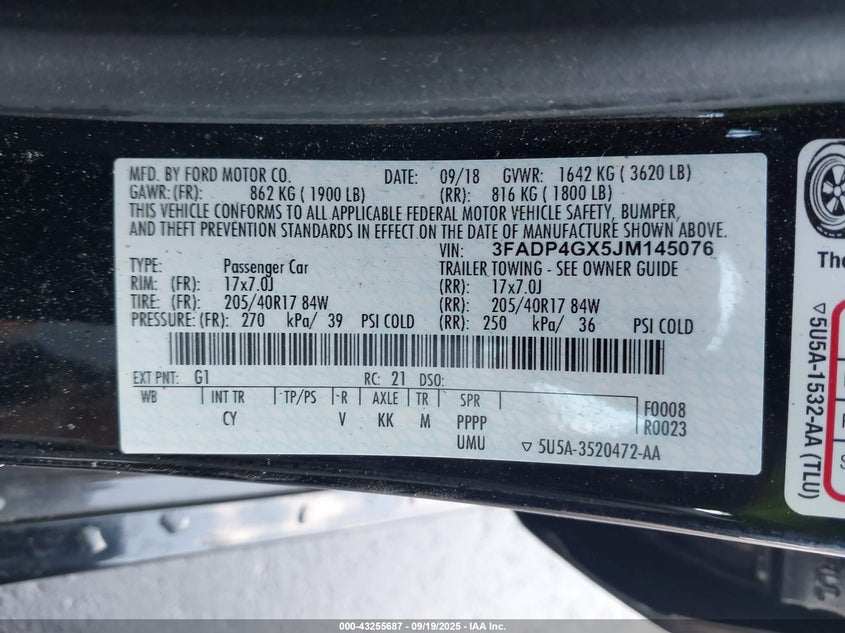 MFD. BY FORD MOTOR CO. DATE: 09/18 GVWR: 1642 KG ( 3620 LB)
GAWR: (FR): 862 KG ( 1900 LB) (RR): 816 KG ( 1800 LB)
THIS VEHICLE CONFORMS TO ALL APPLICABLE FEDERAL MOTOR VEHICLE SAFETY, BUMPER,
AND THEFT PREVENTION STANDARDS IN EFFECT ON THE DATE OF MANUFACTURE SHOWN ABOVE.
VIN: 3FADP4GX5JM145076
TYPE: Passenger Car TRAILER TOWING - SEE OWNER GUIDE
RIM: (FR): 17x7.0J (RR): 17x7.0J
TIRE: (FR): 205/40R17 84W (RR): 205/40R17 84W
PRESSURE: (FR): 270 kPa/ 39 PSI COLD (RR): 250 kPa/ 36 PSI COLD
EXT PNT: G1 RC: 21 DSO:
WB INT TR TP/PS R AXLE TR SPR
CY V KK M PPPP
UMU
F0008
R0023
5U5A-3520472-AA
The
5U5A-1532-AA (TLU)
000-43255687 - 09/19/2025 - IAA Inc.